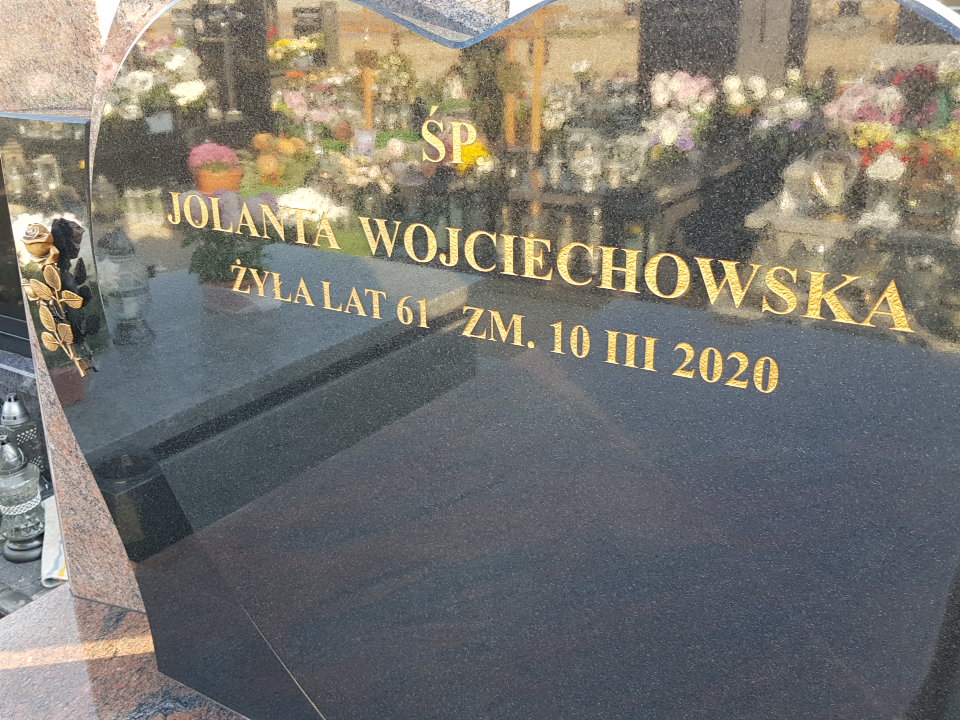 ŚP.
JOLANTA WOJCIECHOWSKA
ŻYŁA LAT 61 ZM. 10 III 2020